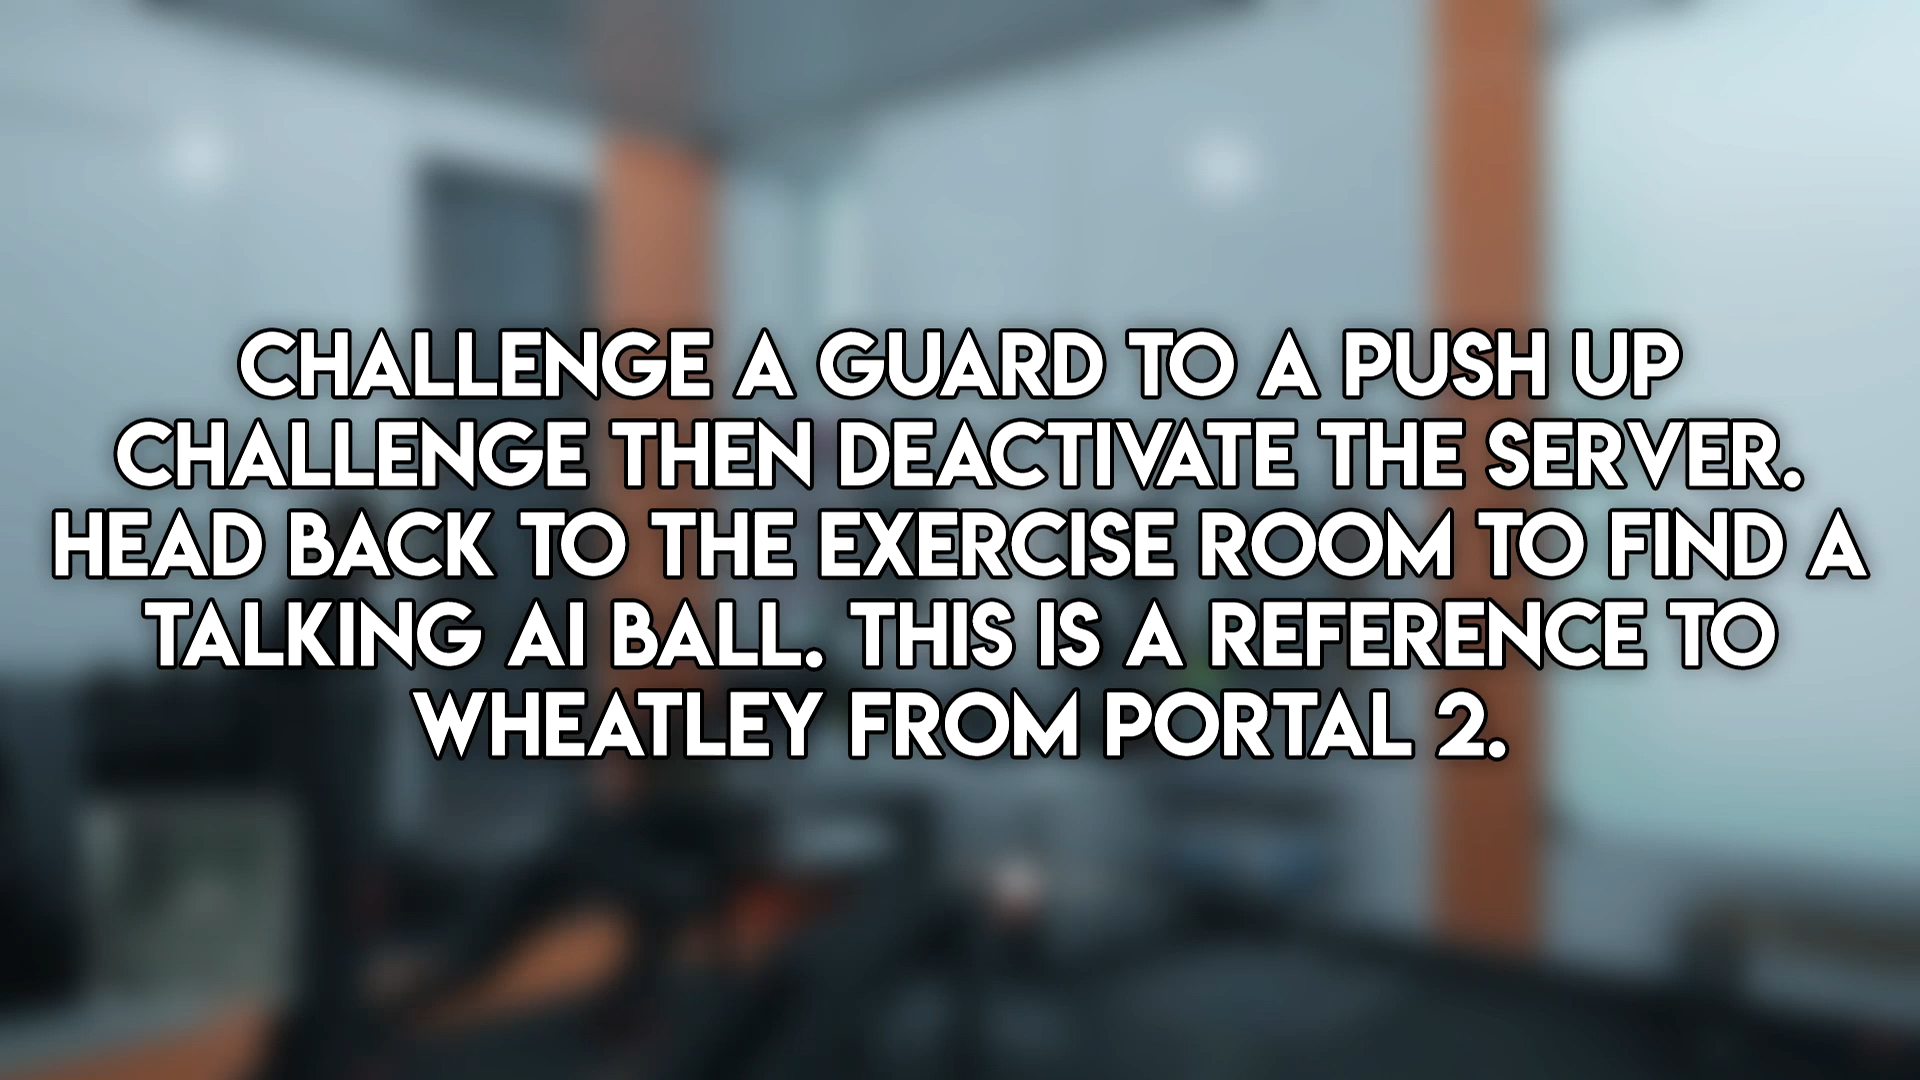 CHALLENGE A GUARD TO A PUSH UP
CHALLENGE THEN DEACTIVATE THE SERVER.
HEAD BACK TO THE EXERCISE ROOM TO FIND A
TALKING AI BALL. THIS IS A REFERENCE TO
WHEATLEY FROM PORTAL 2.